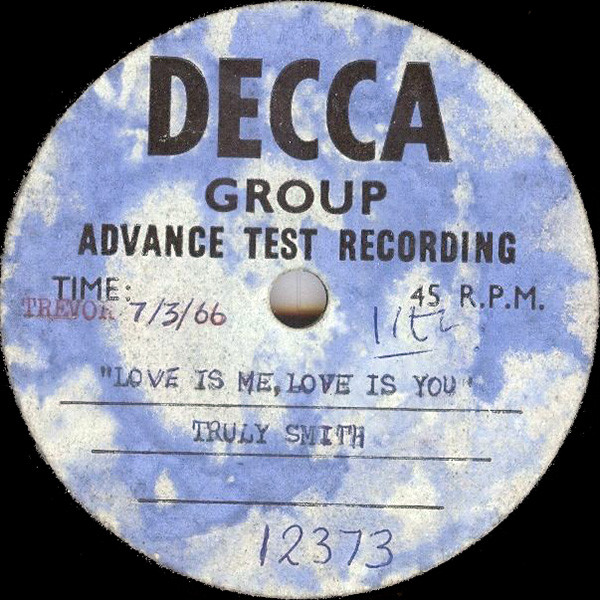 DECCA
GROUP
ADVANCE TEST RECORDING
TIME:
45 R.P.M.
TREVOR 7/3/66
"LOVE IS ME, LOVE IS YOU"
TRULY SMITH
12373